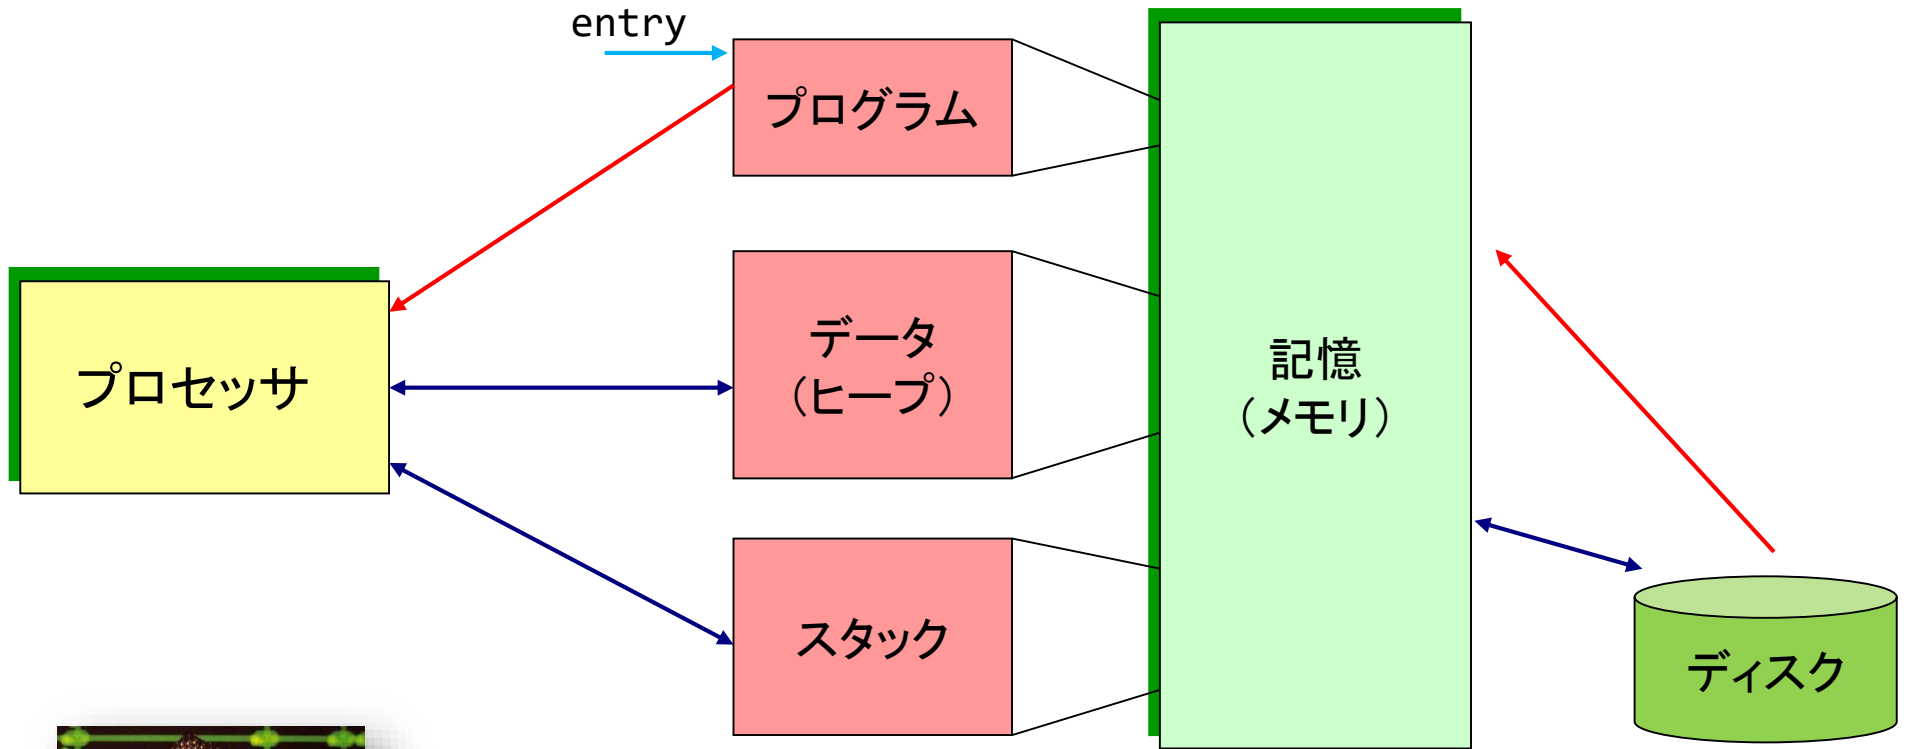 entry
プログラム
プロセッサ
データ
（ヒープ）
スタック
記憶
（メモリ）
ディスク